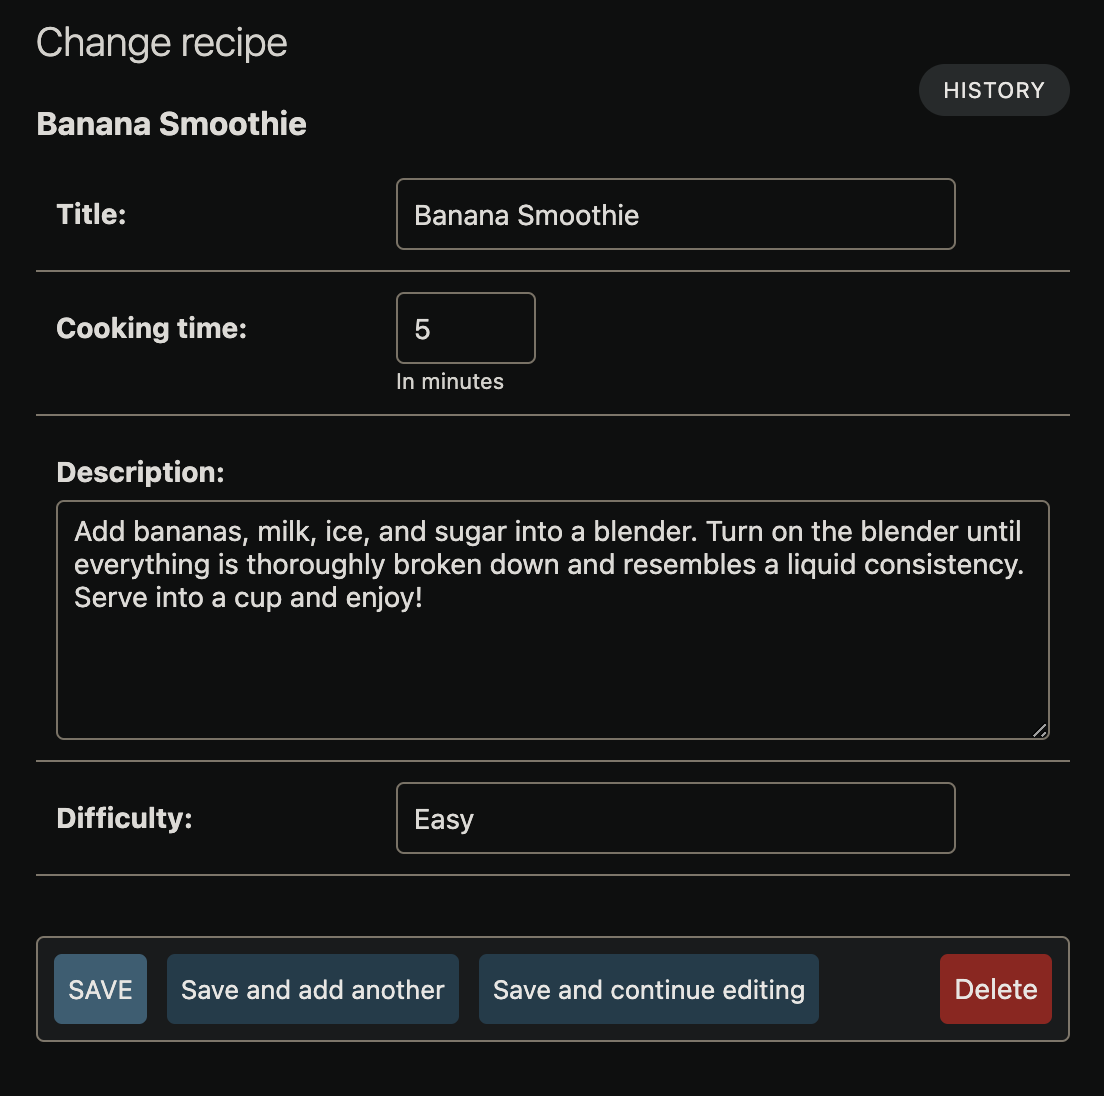 Change recipe
HISTORY
Banana Smoothie
Title:
Banana Smoothie
Cooking time:
5
In minutes
Description:
Add bananas, milk, ice, and sugar into a blender. Turn on the blender until
everything is thoroughly broken down and resembles a liquid consistency.
Serve into a cup and enjoy!
Difficulty:
Easy
SAVE
Save and add another
Save and continue editing
Delete